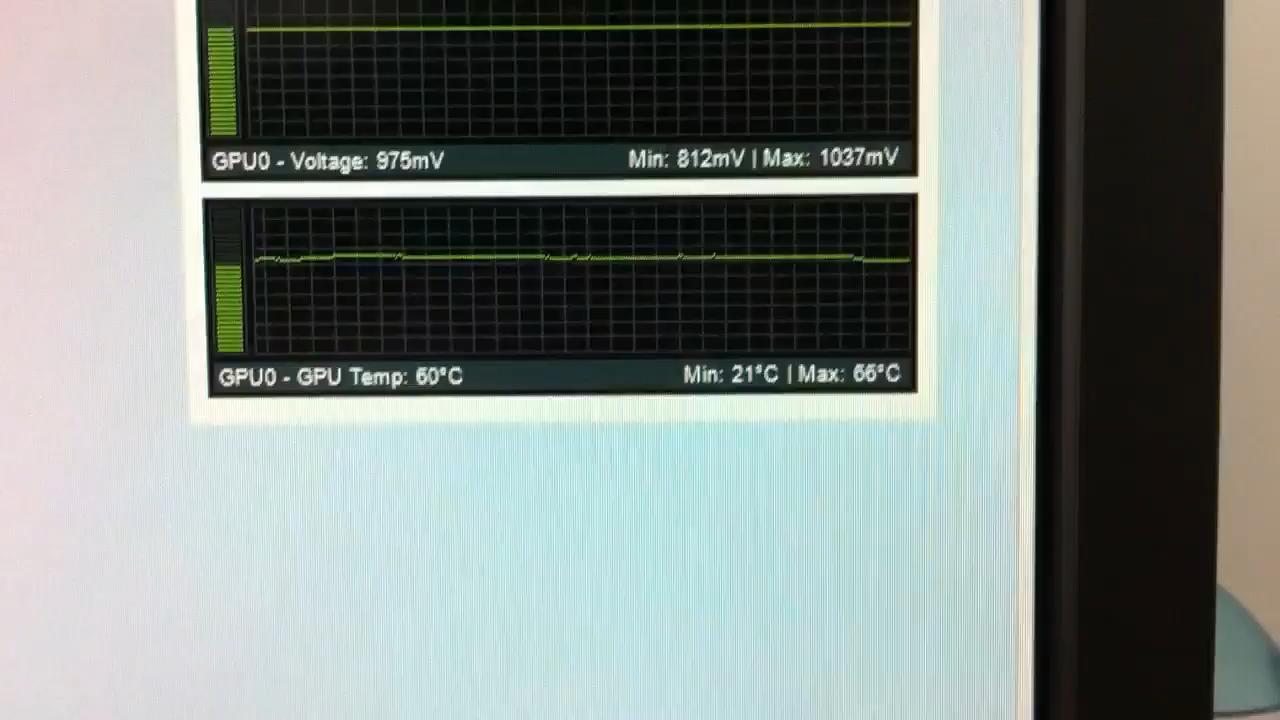 GPU0 - Voltage: 975mV Min: 812mV | Max: 1037mV
GPU0 - GPU Temp: 60°C Min: 21°C | Max: 66°C